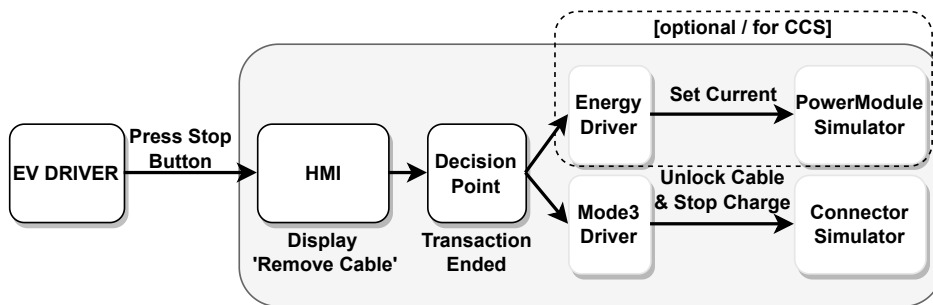 [optional / for CCS]
EV DRIVER
Press Stop
Button
HMI
Display
'Remove Cable'
Decision
Point
Transaction
Ended
Energy
Driver
Set Current
PowerModule
Simulator
Mode3
Driver
Unlock Cable
& Stop Charge
Connector
Simulator